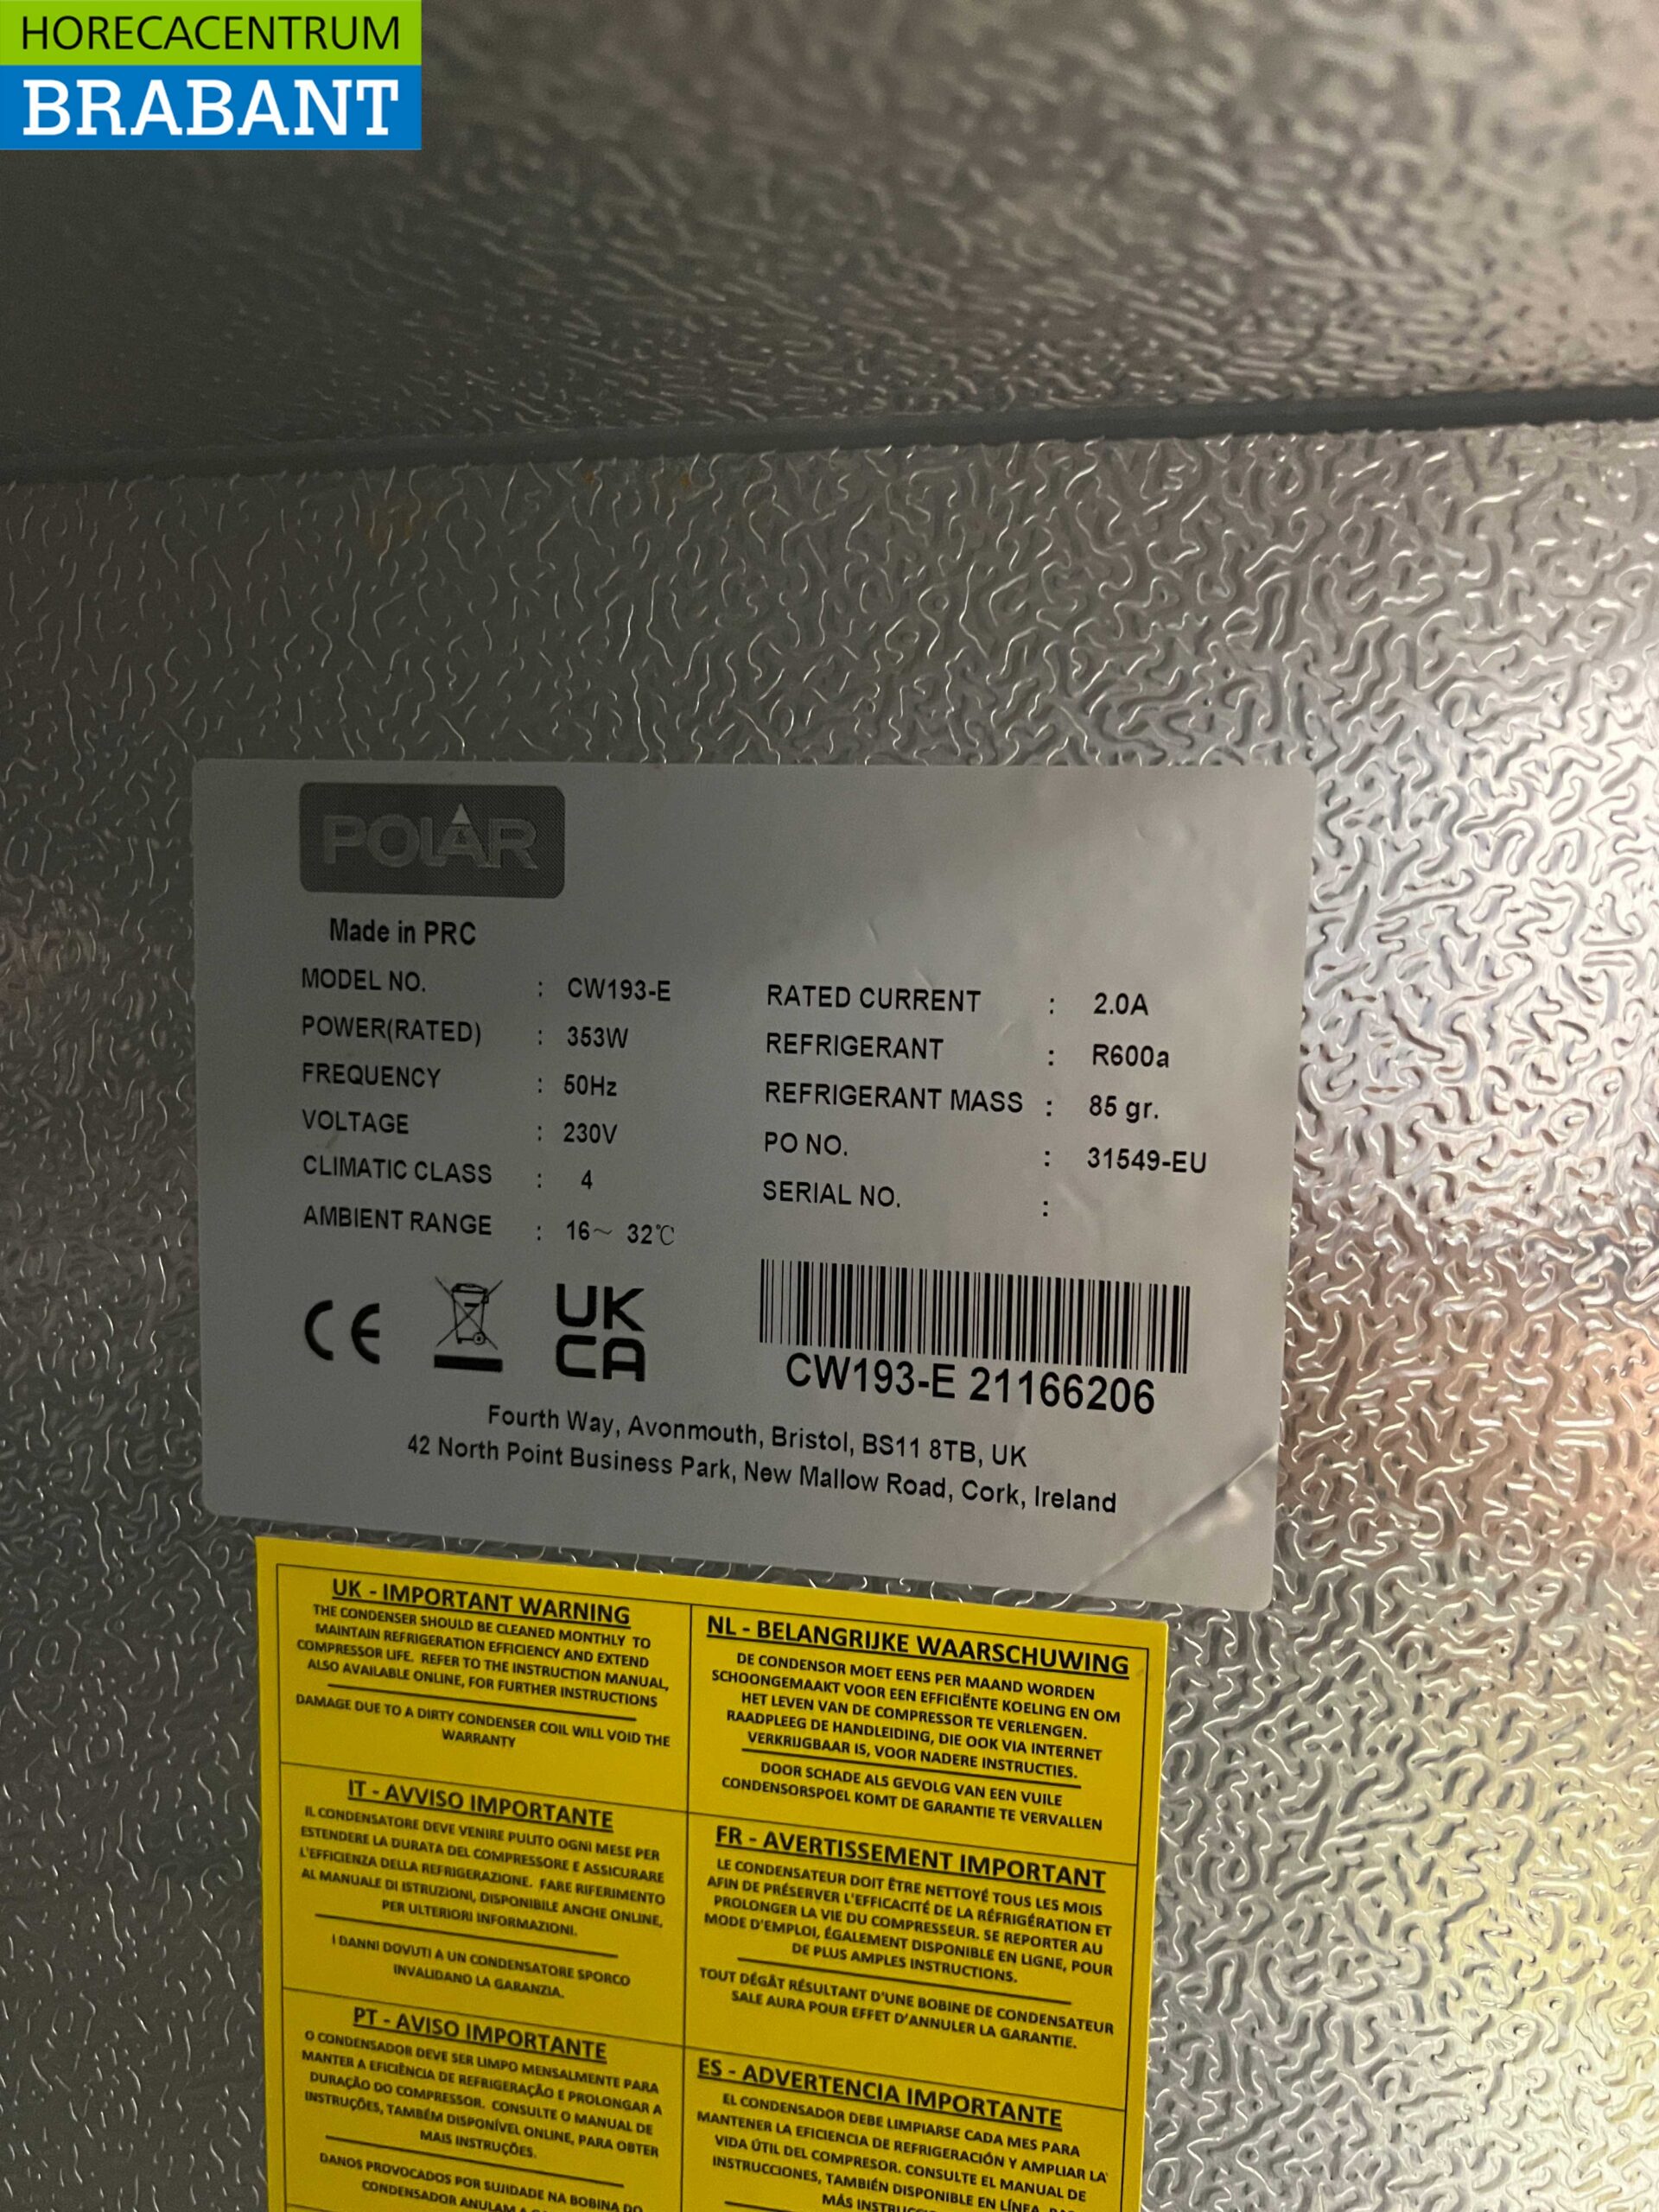 HORECACENTRUM
BRABANT
POLAR
Made in PRC
MODEL NO. : CW193-E
POWER(RATED) : 353W
FREQUENCY : 50Hz
VOLTAGE : 230V
CLIMATIC CLASS : 4
AMBIENT RANGE : 16~ 32℃
RATED CURRENT : 2.0A
REFRIGERANT : R600a
REFRIGERANT MASS : 85 gr.
PO NO. : 31549-EU
SERIAL NO. :
CE
UK
CA
CW193-E 21166206
Fourth Way, Avonmouth, Bristol, BS11 8TB, UK
42 North Point Business Park, New Mallow Road, Cork, Ireland
UK - IMPORTANT WARNING
THE CONDENSER SHOULD BE CLEANED MONTHLY TO
MAINTAIN REFRIGERATION EFFICIENCY AND EXTEND
COMPRESSOR LIFE. REFER TO THE INSTRUCTION MANUAL,
ALSO AVAILABLE ONLINE, FOR FURTHER INSTRUCTIONS
DAMAGE DUE TO A DIRTY CONDENSER COIL WILL VOID THE
WARRANTY
NL - BELANGRIJKE WAARSCHUWING
DE CONDENSOR MOET EENS PER MAAND WORDEN
SCHOONGEMAAKT VOOR EEN EFFICIËNTE KOELING EN OM
HET LEVEN VAN DE COMPRESSOR TE VERLENGEN.
RAADPLEEG DE HANDLEIDING, DIE OOK VIA INTERNET
VERKRIJGBAAR IS, VOOR NADERE INSTRUCTIES.
DOOR SCHADE ALS GEVOLG VAN EEN VUILE
CONDENSORSPOEL KOMT DE GARANTIE TE VERVALLEN
IT - AVVISO IMPORTANTE
IL CONDENSATORE DEVE VENIRE PULITO OGNI MESE PER
ESTENDERE LA DURATA DEL COMPRESSORE E ASSICURARE
L'EFFICIENZA DELLA REFRIGERAZIONE. FARE RIFERIMENTO
AL MANUALE DI ISTRUZIONI, DISPONIBILE ANCHE ONLINE,
PER ULTERIORI INFORMAZIONI.
I DANNI DOVUTI A UN CONDENSATORE SPORCO
INVALIDANO LA GARANZIA.
FR - AVERTISSEMENT IMPORTANT
LE CONDENSATEUR DOIT ÊTRE NETTOYÉ TOUS LES MOIS
AFIN DE PRÉSERVER L'EFFICACITÉ DE LA RÉFRIGÉRATION ET
PROLONGER LA VIE DU COMPRESSEUR. SE REPORTER AU
MODE D'EMPLOI, ÉGALEMENT DISPONIBLE EN LIGNE, POUR
DE PLUS AMPLES INSTRUCTIONS.
TOUT DÉGÂT RÉSULTANT D'UNE BOBINE DE CONDENSATEUR
SALE AURA POUR EFFET D'ANNULER LA GARANTIE.
PT - AVISO IMPORTANTE
O CONDENSADOR DEVE SER LIMPO MENSALMENTE PARA
MANTER A EFICIÊNCIA DE REFRIGERAÇÃO E PROLONGAR A
DURAÇÃO DO COMPRESSOR. CONSULTE O MANUAL DE
INSTRUÇÕES, TAMBÉM DISPONÍVEL ONLINE, PARA OBTER
MAIS INSTRUÇÕES.
DANOS PROVOCADOS POR SUJIDADE NA BOBINA DO
CONDENSADOR ANULAM A
ES - ADVERTENCIA IMPORTANTE
EL CONDENSADOR DEBE LIMPIARSE CADA MES PARA
MANTENER LA EFICIENCIA DE REFRIGERACIÓN Y AMPLIAR LA
VIDA ÚTIL DEL COMPRESOR. CONSULTE EL MANUAL DE
INSTRUCCIONES, TAMBIÉN DISPONIBLE EN LÍNEA,
MÁS